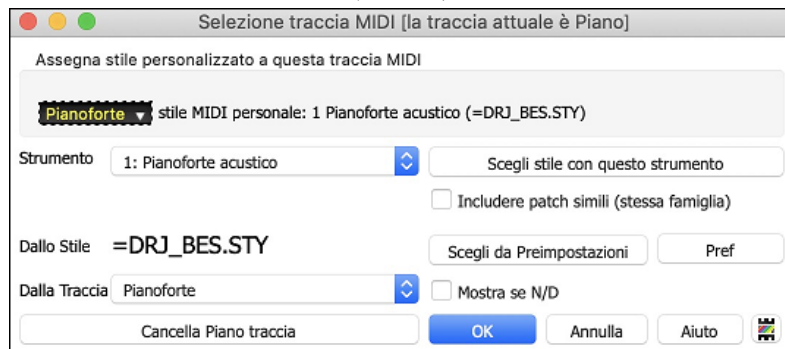 Selezione traccia MIDI [la traccia attuale è Piano]
Assegna stile personalizzato a questa traccia MIDI
Pianoforte stile MIDI personale: 1 Pianoforte acustico (=DRJ_BES.STY)
Strumento 1: Pianoforte acustico Scegli stile con questo strumento
Includere patch simili (stessa famiglia)
Dallo Stile =DRJ_BES.STY Scegli da Preimpostazioni Pref
Dalla Traccia Pianoforte Mostra se N/D
Cancella Piano traccia OK Annulla Aiuto